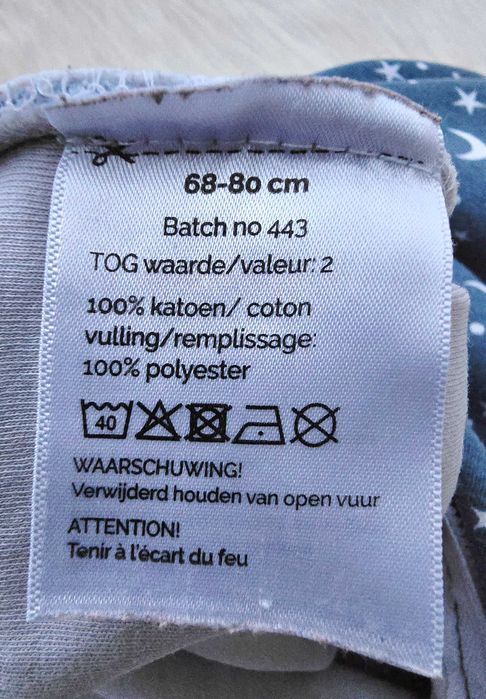 68-80 cm
Batch no 443
TOG waarde/valeur: 2
100% katoen/ coton
vulling/remplissage:
100% polyester
40
WAARSCHUWING!
Verwijderd houden van open vuur
ATTENTION!
Tenir à l'écart du feu